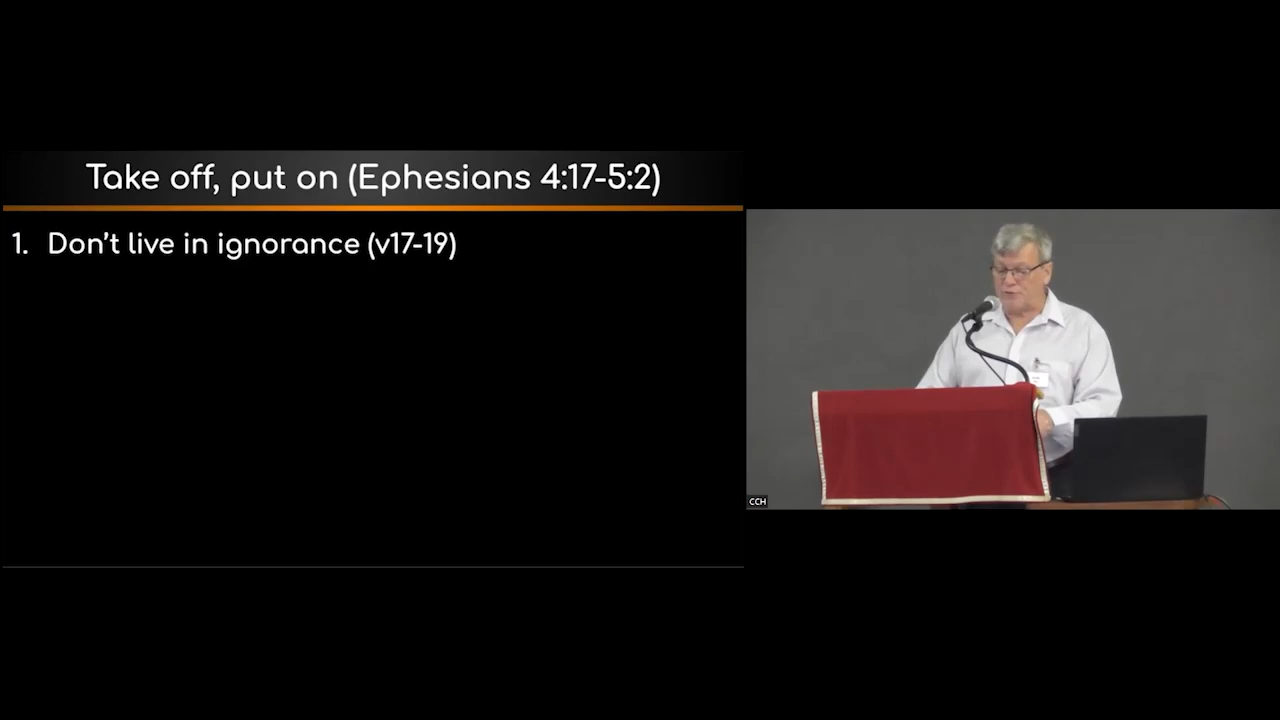 Take off, put on (Ephesians 4:17-5:2)
1. Don't live in ignorance (v17-19)
CCH